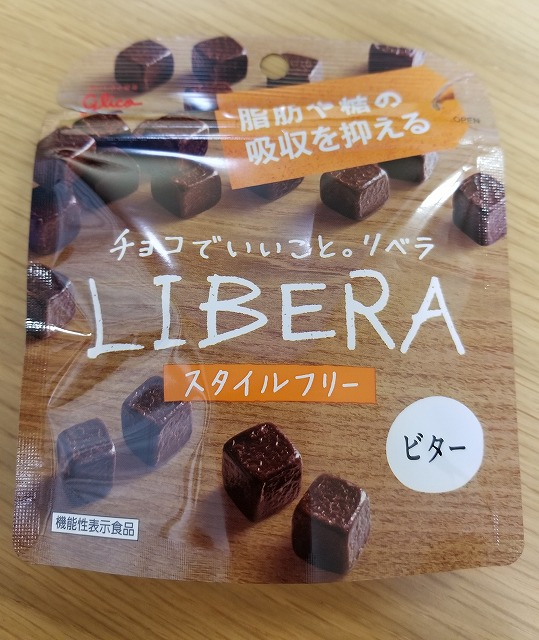 Glico
脂肪や糖の
吸収を抑える
OPEN
チョコでいいこと。リベラ
LIBERA
スタイルフリー
ビター
機能性表示食品